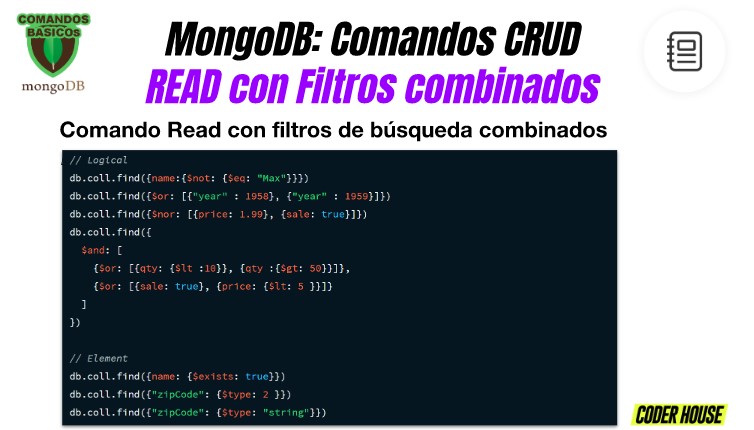 COMANDOS
BASICOS
mongoDB
MongoDB: Comandos CRUD
READ con Filtros combinados
Comando Read con filtros de búsqueda combinados
// Logical
db.coll.find({name:{$not: {$eq: "Max"}}})
db.coll.find({$or: [{"year" : 1958}, {"year" : 1959}]})
db.coll.find({$nor: [{price: 1.99}, {sale: true}]})
db.coll.find({
  $and: [
    {$or: [{qty: {$lt :10}}, {qty :{$gt: 50}}]},
    {$or: [{sale: true}, {price: {$lt: 5 }}]}
  ]
})
// Element
db.coll.find({name: {$exists: true}})
db.coll.find({"zipCode": {$type: 2 }})
db.coll.find({"zipCode": {$type: "string"}})
CODER HOUSE